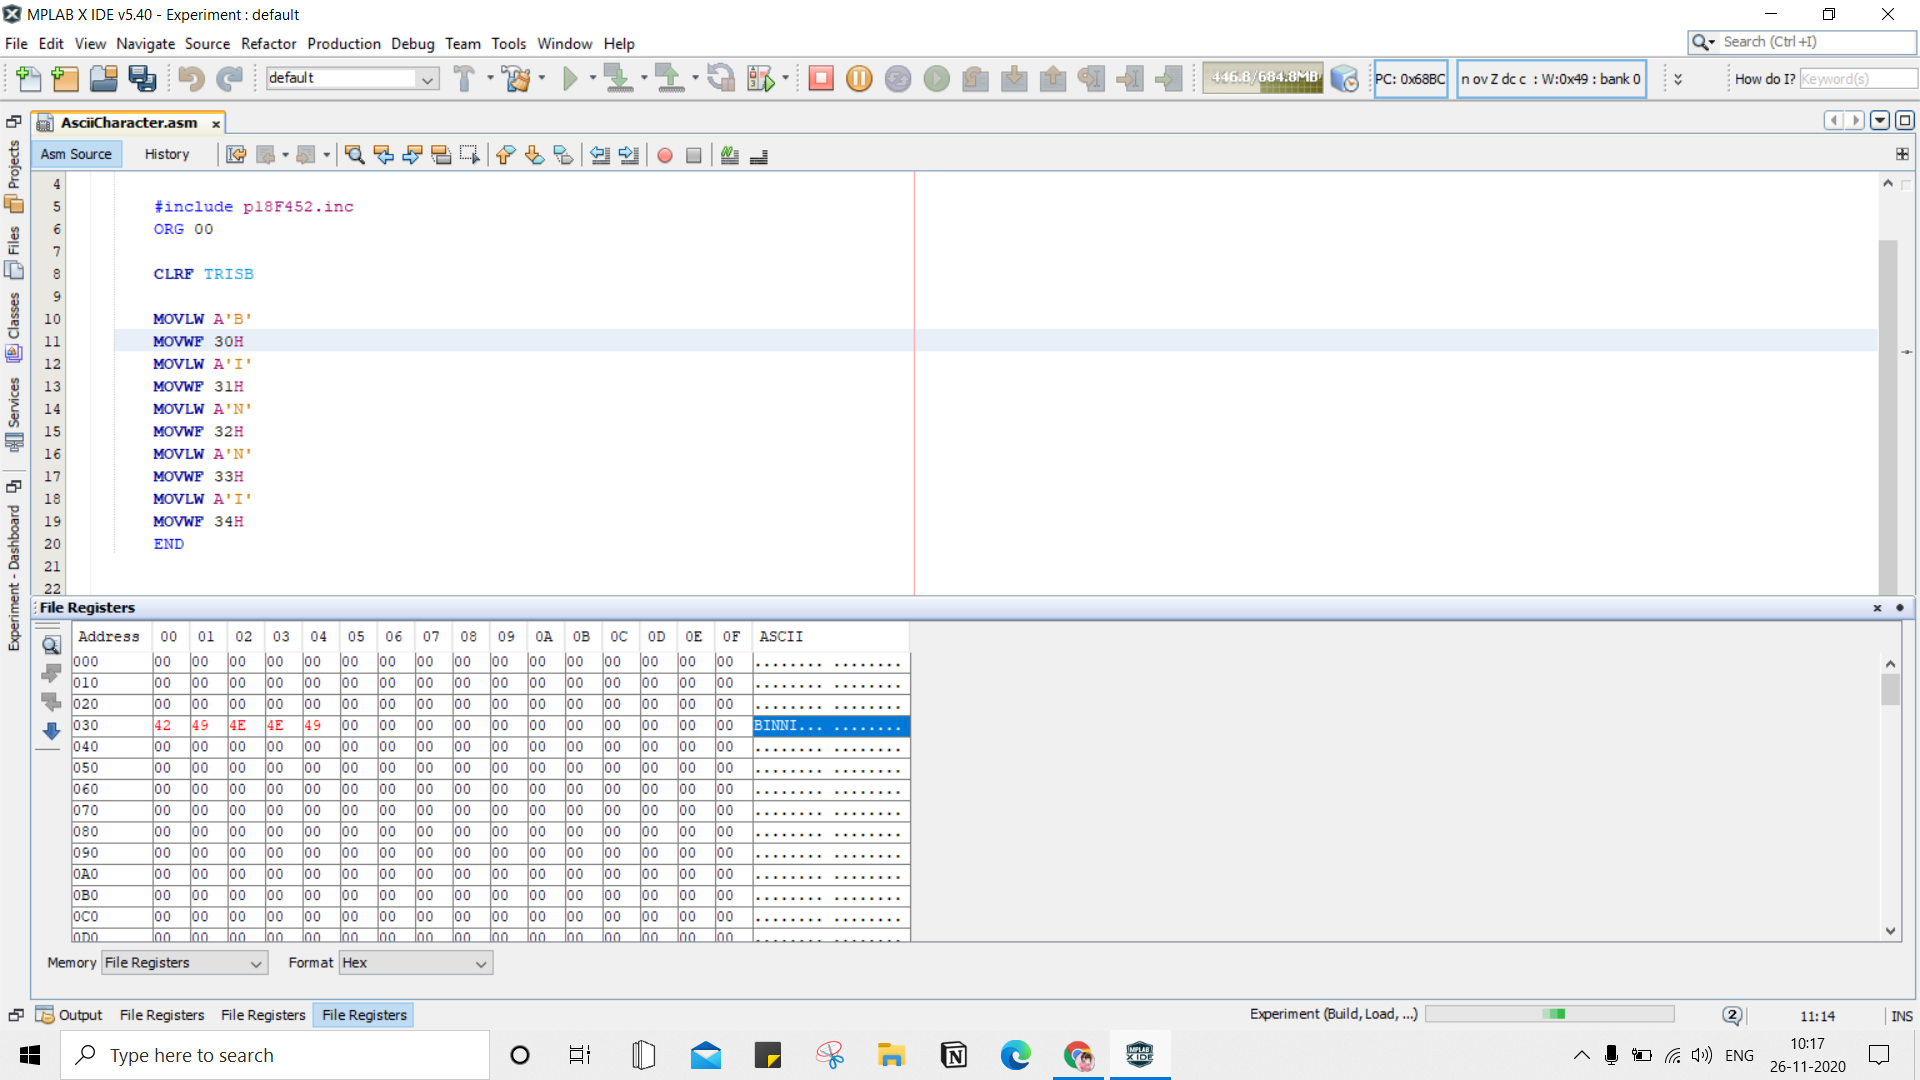 MPLAB X IDE v5.40 - Experiment : default
File Edit View Navigate Source Refactor Production Debug Team Tools Window Help
Search (Ctrl+I)
default
446.8/684.8MB
PC: 0x68BC
n ov Z dc c : W:0x49 : bank 0
How do I? Keyword(s)
Projects
Files
Classes
Services
Experiment - Dashboard
AsciiCharacter.asm
Asm Source History
4
5 #include p18F452.inc
6 ORG 00
7
8 CLRF TRISB
9
10 MOVLW A'B'
11 MOVWF 30H
12 MOVLW A'I'
13 MOVWF 31H
14 MOVLW A'N'
15 MOVWF 32H
16 MOVLW A'N'
17 MOVWF 33H
18 MOVLW A'I'
19 MOVWF 34H
20 END
21
22
File Registers
Address 00 01 02 03 04 05 06 07 08 09 0A 0B 0C 0D 0E 0F ASCII
000 00 00 00 00 00 00 00 00 00 00 00 00 00 00 00 00 ........ ........
010 00 00 00 00 00 00 00 00 00 00 00 00 00 00 00 00 ........ ........
020 00 00 00 00 00 00 00 00 00 00 00 00 00 00 00 00 ........ ........
030 42 49 4E 4E 49 00 00 00 00 00 00 00 00 00 00 00 BINNI... ........
040 00 00 00 00 00 00 00 00 00 00 00 00 00 00 00 00 ........ ........
050 00 00 00 00 00 00 00 00 00 00 00 00 00 00 00 00 ........ ........
060 00 00 00 00 00 00 00 00 00 00 00 00 00 00 00 00 ........ ........
070 00 00 00 00 00 00 00 00 00 00 00 00 00 00 00 00 ........ ........
080 00 00 00 00 00 00 00 00 00 00 00 00 00 00 00 00 ........ ........
090 00 00 00 00 00 00 00 00 00 00 00 00 00 00 00 00 ........ ........
0A0 00 00 00 00 00 00 00 00 00 00 00 00 00 00 00 00 ........ ........
0B0 00 00 00 00 00 00 00 00 00 00 00 00 00 00 00 00 ........ ........
0C0 00 00 00 00 00 00 00 00 00 00 00 00 00 00 00 00 ........ ........
0D0 00 00 00 00 00 00 00 00 00 00 00 00 00 00 00 00 ........ ........
Memory File Registers Format Hex
Output File Registers File Registers File Registers
Experiment (Build, Load, ...)
2
11:14
INS
Type here to search
MPLAB X IDE
ENG
10:17
26-11-2020